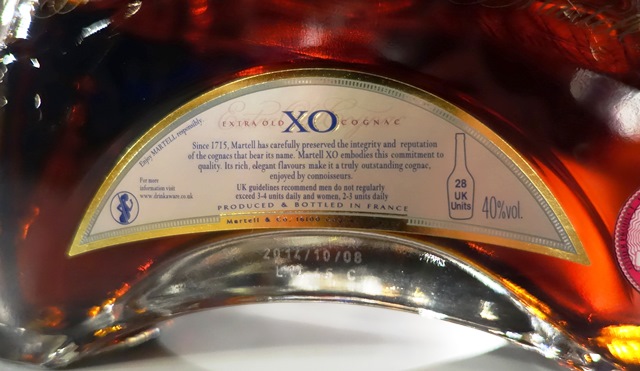 EXTRA OLD XO COGNAC
Enjoy MARTELL responsibly.
Since 1715, Martell has carefully preserved the integrity and reputation
of the cognacs that bear its name. Martell XO embodies this commitment to
quality. Its rich, elegant flavours make it a truly outstanding cognac,
enjoyed by connoisseurs.
For more
information visit
www.drinkaware.co.uk
UK guidelines recommend men do not regularly
exceed 3-4 units daily and women, 2-3 units daily
PRODUCED & BOTTLED IN FRANCE
Martell & Co.
28
UK
Units
40%vol.
2014/10/08